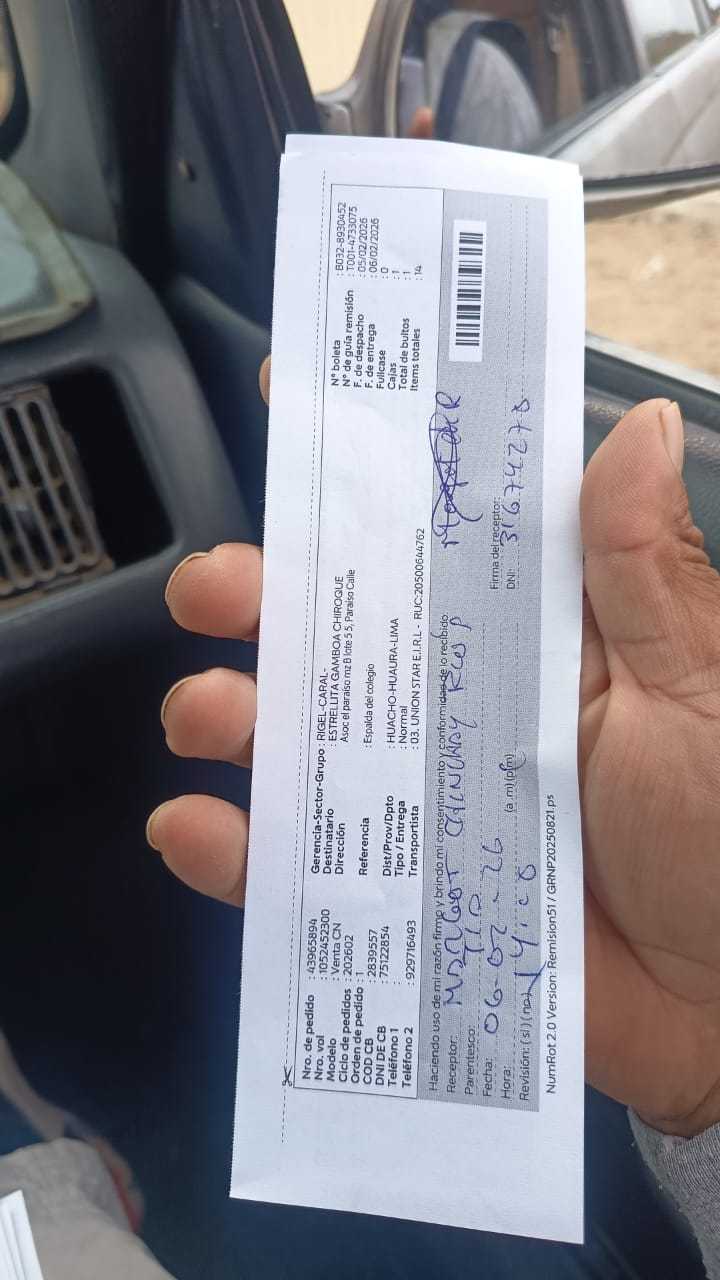 Nro. de pedido : 43965894
Nro. vol : 1052452300
Modelo : Venta CN
Ciclo de pedidos : 202602
Orden de pedido : 1
COD CB : 2839557
DNI DE CB : 75122854
Teléfono 1 :
Teléfono 2 : 929716493
Gerencia-Sector-Grupo : RIGEL-CARAL-
Destinatario : ESTRELLITA GAMBOA CHIROQUE
Dirección Asoc el paraiso mz B lote 5 5, Paraíso Calle
Referencia : Espalda del colegio
Dist/Prov/Dpto : HUACHO-HUAURA-LIMA
Tipo / Entrega : Normal
Transportista : 03. UNION STAR E.I.R.L - RUC:20500644762
N° boleta : B032-8930452
N° de guía remisión : T001-4733075
F. de despacho : 05/02/2026
F. de entrega : 06/02/2026
Fullcase : 0
Cajas : 1
Total de bultos : 1
Items totales : 14
Haciendo uso de mi razón firmo y brindo mi consentimiento y conformidad de lo recibido
Receptor: MARGOT
Parentesco: TIA
Fecha: 06-02-26
Hora: (a .m) (p.m)
Revisión: ( si ) ( no )
Firma del receptor:
DNI: 31674278
NumRot 2.0 Version: Remision51 / GRNP20250821.ps